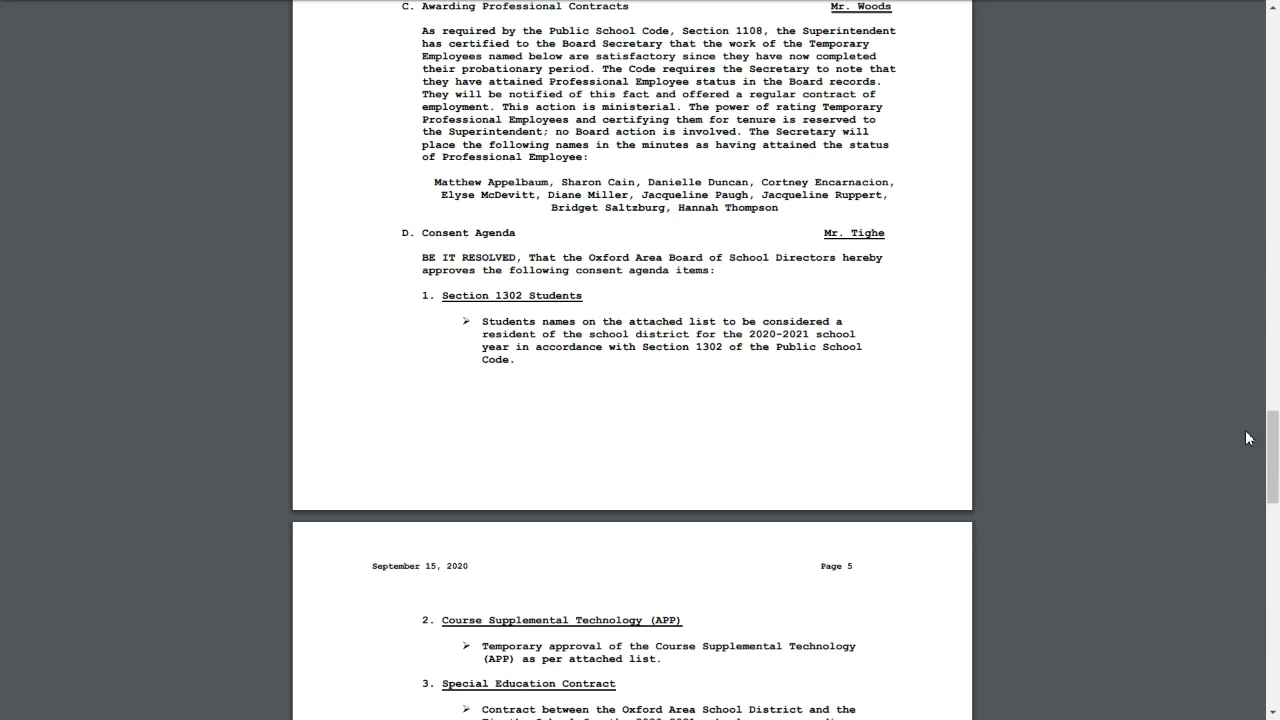 C. Awarding Professional Contracts Mr. Woods
As required by the Public School Code, Section 1108, the Superintendent
has certified to the Board Secretary that the work of the Temporary
Employees named below are satisfactory since they have now completed
their probationary period. The Code requires the Secretary to note that
they have attained Professional Employee status in the Board records.
They will be notified of this fact and offered a regular contract of
employment. This action is ministerial. The power of rating Temporary
Professional Employees and certifying them for tenure is reserved to
the Superintendent; no Board action is involved. The Secretary will
place the following names in the minutes as having attained the status
of Professional Employee:
Matthew Appelbaum, Sharon Cain, Danielle Duncan, Cortney Encarnacion,
Elyse McDevitt, Diane Miller, Jacqueline Paugh, Jacqueline Ruppert,
Bridget Saltzburg, Hannah Thompson
D. Consent Agenda Mr. Tighe
BE IT RESOLVED, That the Oxford Area Board of School Directors hereby
approves the following consent agenda items:
1. Section 1302 Students
➢ Students names on the attached list to be considered a
resident of the school district for the 2020-2021 school
year in accordance with Section 1302 of the Public School
Code.
September 15, 2020 Page 5
2. Course Supplemental Technology (APP)
➢ Temporary approval of the Course Supplemental Technology
(APP) as per attached list.
3. Special Education Contract
➢ Contract between the Oxford Area School District and the